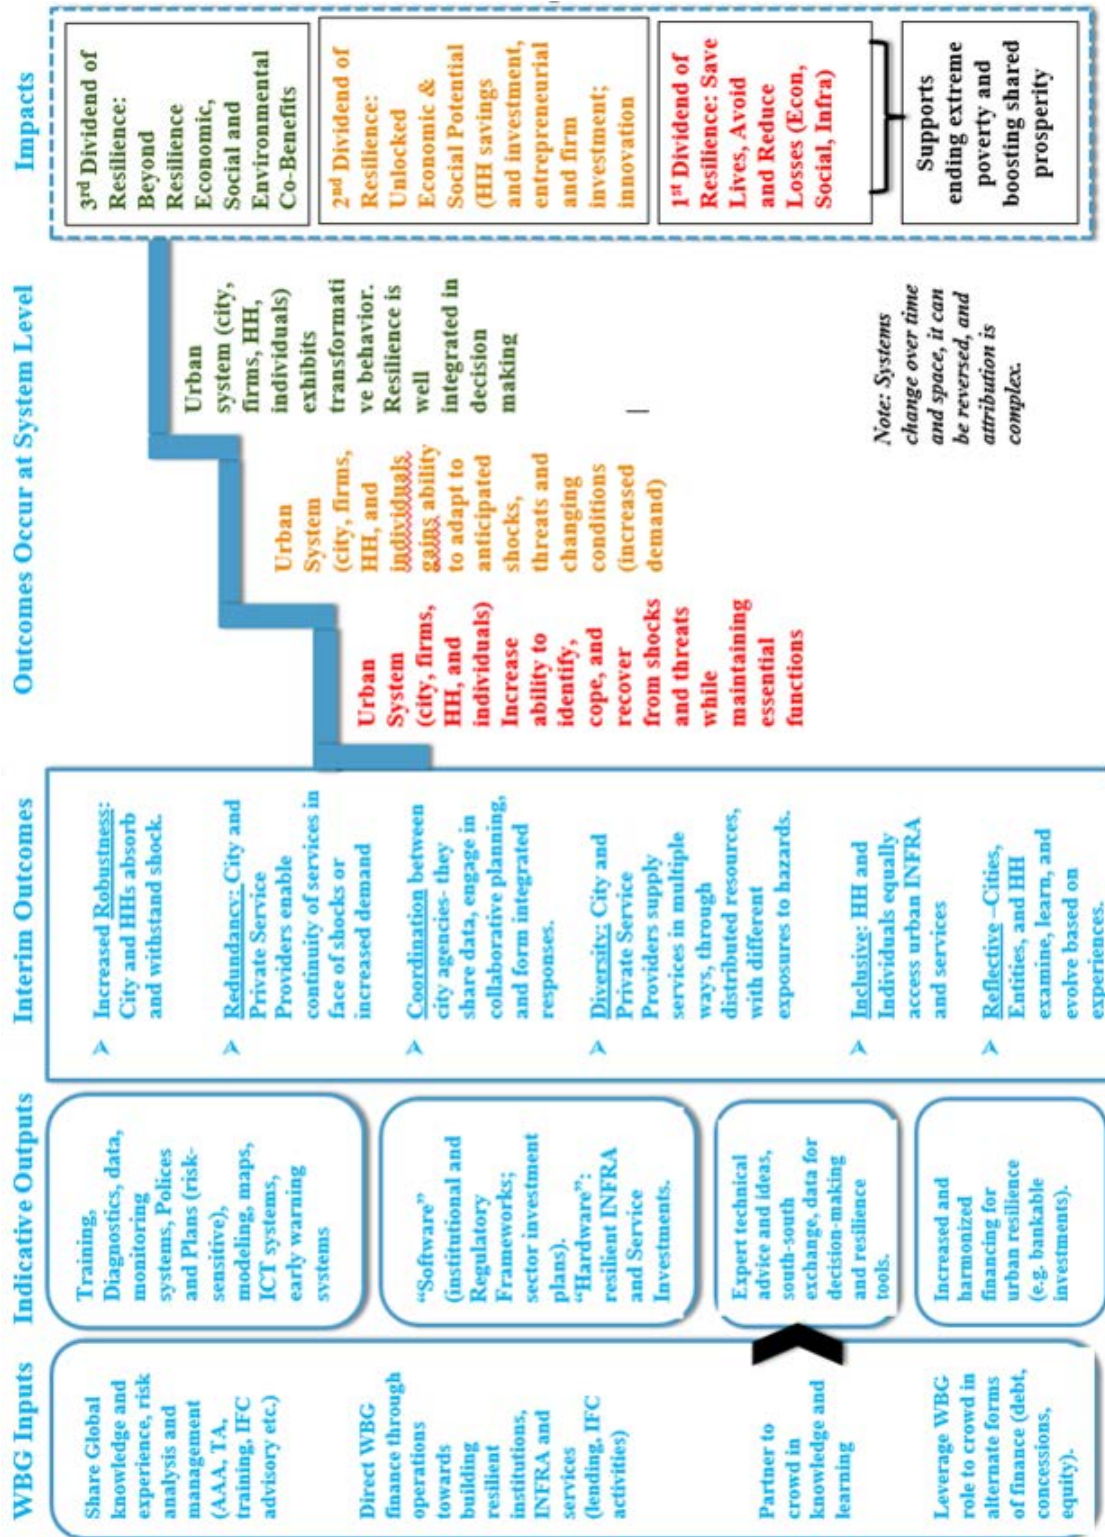 WBG Inputs
Share Global
knowledge and
experience, risk
analysis and
management
(AAA, TA,
training, IFC
advisory etc.)
Direct WBG
finance through
operations
towards
building
resilient
institutions,
INFRA and
services
(lending, IFC
activities)
Partner to
crowd in
knowledge and
learning
Leverage WBG
role to crowd in
alternate forms
of finance (debt,
concessions,
equity).
Indicative Outputs
Training,
Diagnostics, data,
monitoring
systems, Polices
and Plans (risk-
sensitive),
modeling, maps,
ICT systems,
early warning
systems
“Software”
(institutional and
Regulatory
Frameworks;
sector investment
plans).
“Hardware”:
resilient INFRA
and Service
Investments.
Expert technical
advice and ideas,
south-south
exchange, data for
decision-making
and resilience
tools.
Increased and
harmonized
financing for
urban resilience
(e.g. bankable
investments).
Interim Outcomes
➢ Increased Robustness:
City and HHs absorb
and withstand shock.
➢ Redundancy: City and
Private Service
Providers enable
continuity of services in
face of shocks or
increased demand
➢ Coordination between
city agencies- they
share data, engage in
collaborative planning,
and form integrated
responses.
➢ Diversity: City and
Private Service
Providers supply
services in multiple
ways, through
distributed resources,
with different
exposures to hazards.
➢ Inclusive: HH and
Individuals equally
access urban INFRA
and services
➢ Reflective –Cities,
Entities, and HH
examine, learn, and
evolve based on
experiences.
Outcomes Occur at System Level
Urban
System
(city, firms,
HH, and
individuals)
Increase
ability to
identify,
cope, and
recover
from shocks
and threats
while
maintaining
essential
functions
Urban
System
(city, firms,
HH, and
individuals
gains ability
to adapt to
anticipated
shocks,
threats and
changing
conditions
(increased
demand)
Urban
system (city,
firms, HH,
individuals)
exhibits
transformati
ve behavior.
Resilience is
well
integrated in
decision
making
Note: Systems
change over time
and space, it can
be reversed, and
attribution is
complex.
Impacts
3rd Dividend of
Resilience:
Beyond
Resilience
Economic,
Social and
Environmental
Co-Benefits
2nd Dividend of
Resilience:
Unlocked
Economic &
Social Potential
(HH savings
and investment,
entrepreneurial
and firm
investment;
innovation
1st Dividend of
Resilience: Save
Lives, Avoid
and Reduce
Losses (Econ,
Social, Infra)
Supports
ending extreme
poverty and
boosting shared
prosperity